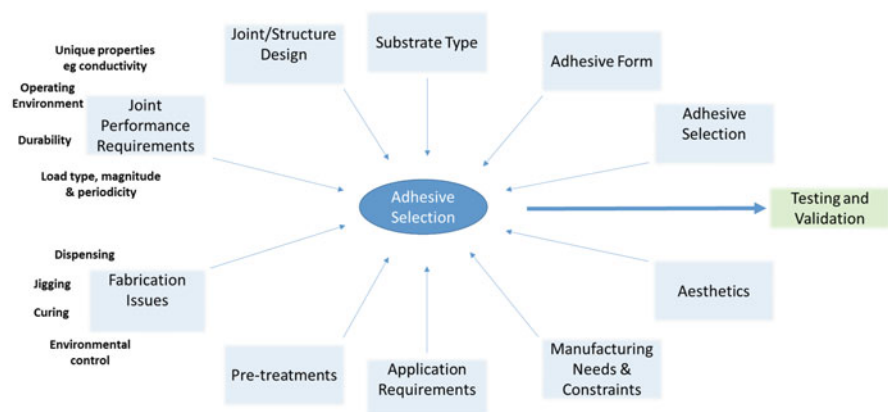 Unique properties
eg conductivity
Operating
Environment
Durability
Load type, magnitude
& periodicity
Joint
Performance
Requirements
Joint/Structure
Design
Substrate Type
Adhesive Form
Adhesive
Selection
Adhesive
Selection
Testing and
Validation
Dispensing
Jigging
Curing
Environmental
control
Fabrication
Issues
Pre-treatments
Application
Requirements
Manufacturing
Needs &
Constraints
Aesthetics